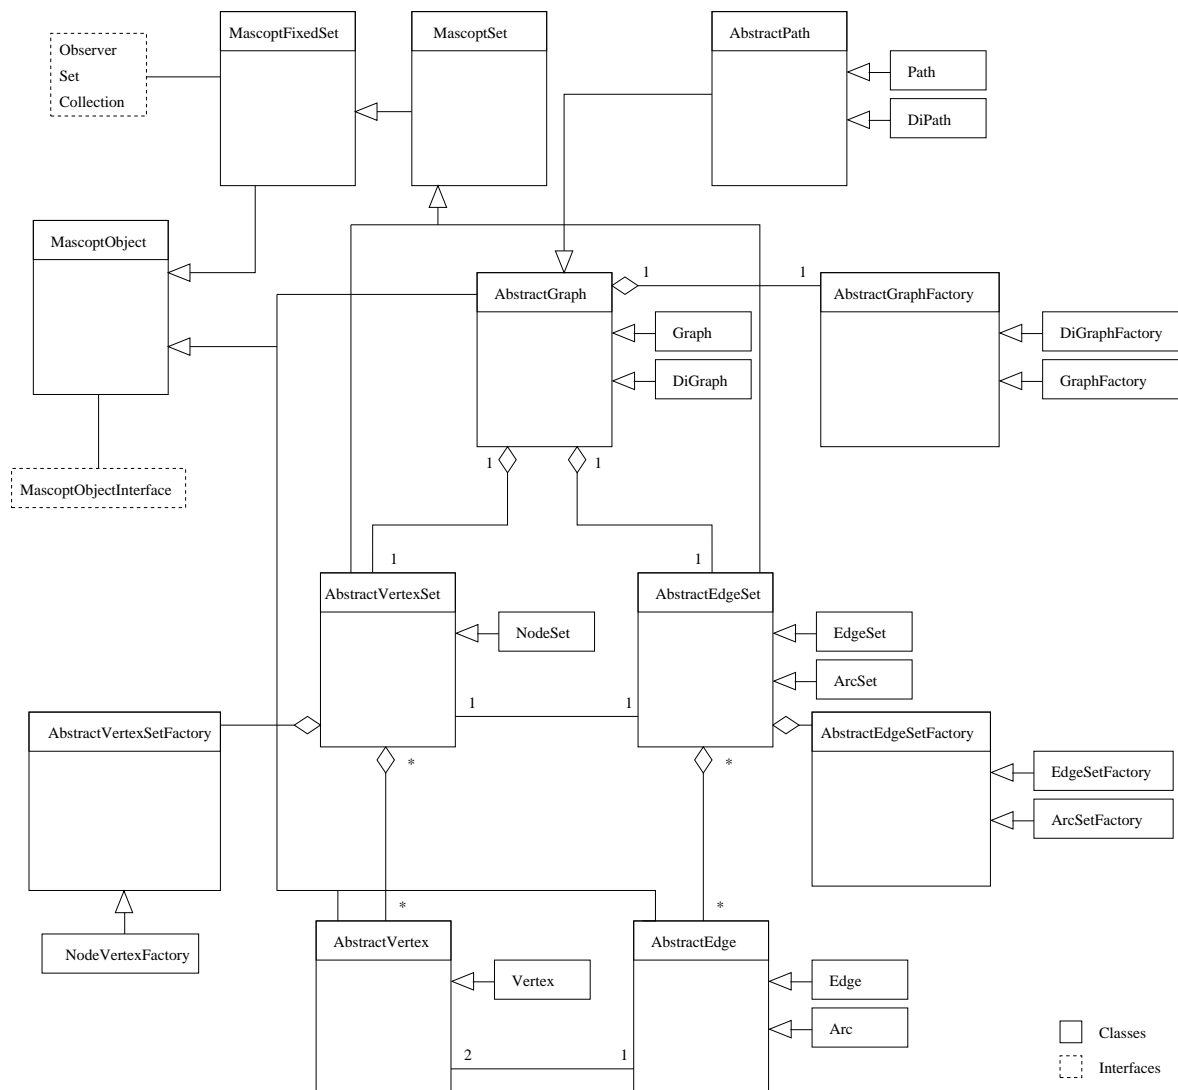 MascoptFixedSet
MascoptSet
AbstractPath
Observer
Set
Collection
Path
DiPath
MascoptObject
AbstractGraph
1
1
AbstractGraphFactory
Graph
DiGraph
DiGraphFactory
GraphFactory
MascoptObjectInterface
1
1
1
1
AbstractVertexSet
AbstractEdgeSet
NodeSet
EdgeSet
ArcSet
1
1
AbstractVertexSetFactory
AbstractEdgeSetFactory
*
*
EdgeSetFactory
ArcSetFactory
*
*
NodeVertexFactory
AbstractVertex
AbstractEdge
Vertex
Edge
Arc
2
1
Classes
Interfaces